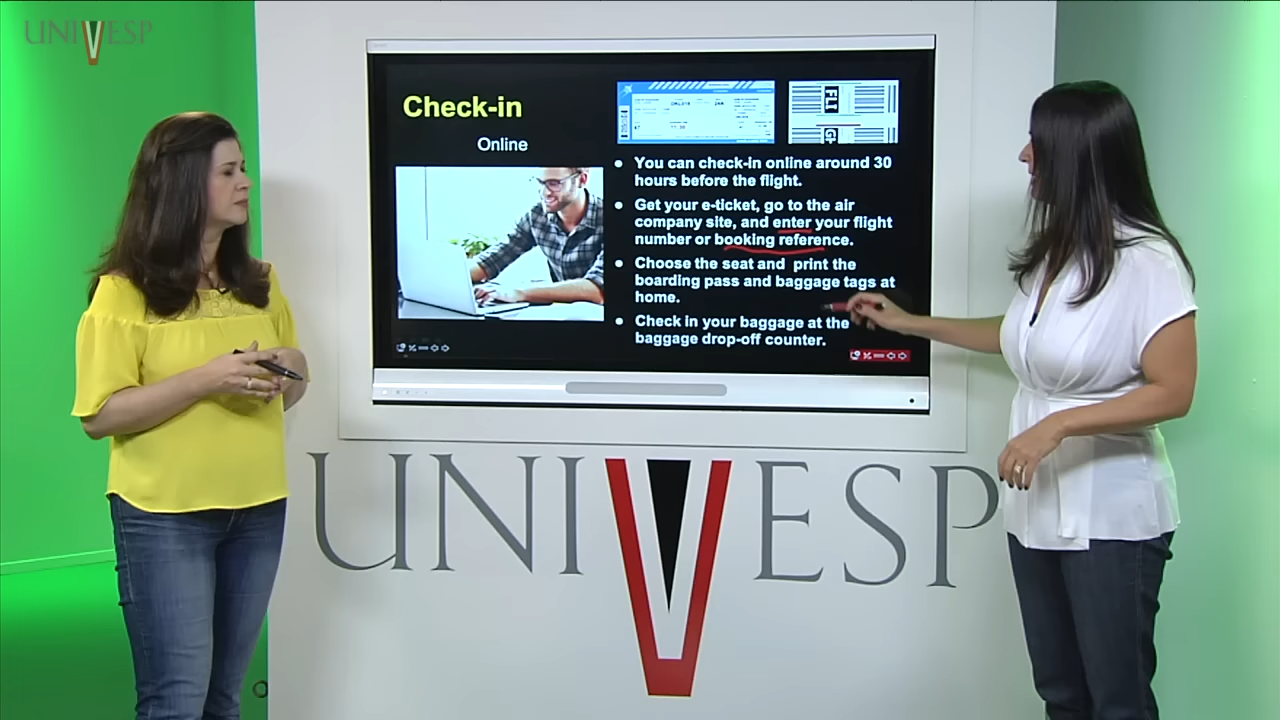 UNIVESP
Check-in
Online
You can check-in online around 30
hours before the flight.
Get your e-ticket, go to the air
company site, and enter your flight
number or booking reference.
Choose the seat and print the
boarding pass and baggage tags at
home.
Check in your baggage at the
baggage drop-off counter.
UNIVESP